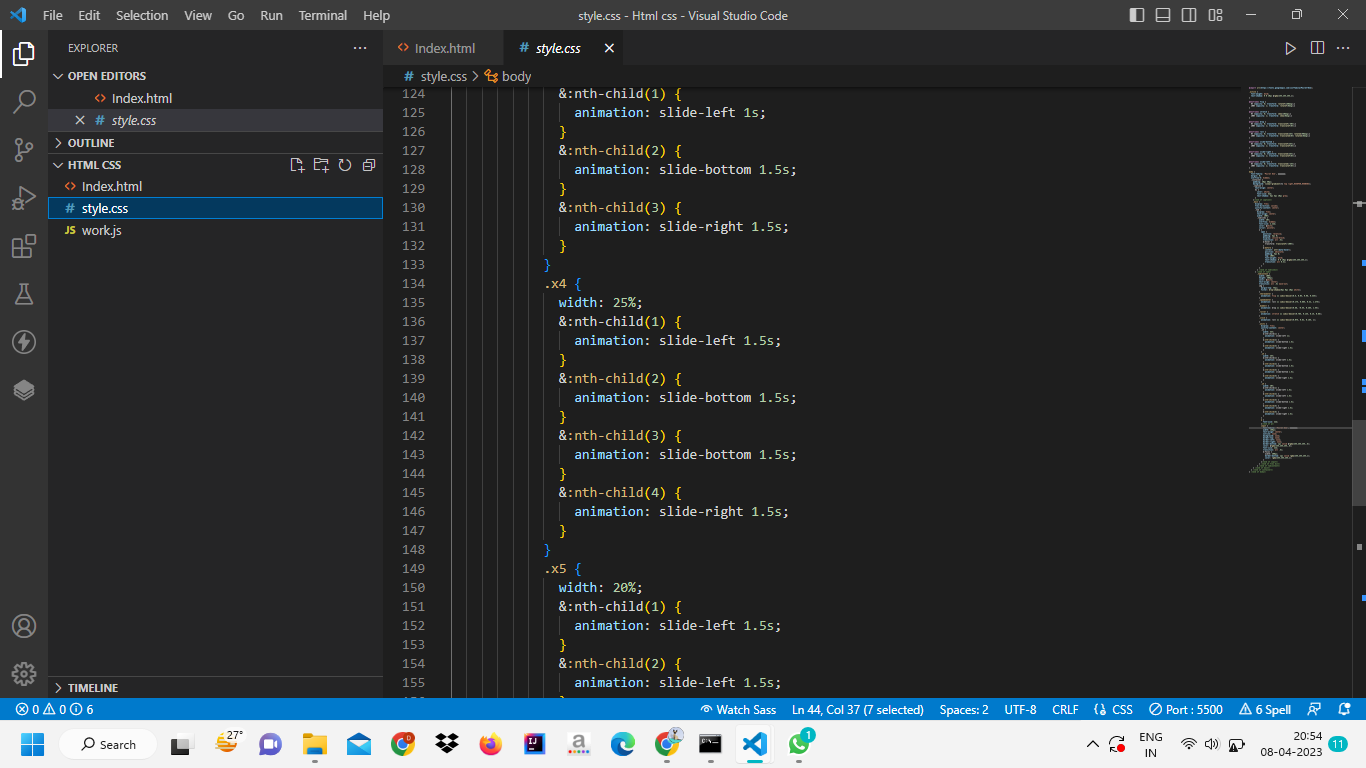 File Edit Selection View Go Run Terminal Help
style.css - Html css - Visual Studio Code
EXPLORER
OPEN EDITORS
Index.html
style.css
OUTLINE
HTML CSS
Index.html
style.css
JS work.js
TIMELINE
Index.html
# style.css
# style.css > body
124 &:nth-child(1) {
125 animation: slide-left 1s;
126 }
127 &:nth-child(2) {
128 animation: slide-bottom 1.5s;
129 }
130 &:nth-child(3) {
131 animation: slide-right 1.5s;
132 }
133 }
134 .x4 {
135 width: 25%;
136 &:nth-child(1) {
137 animation: slide-left 1.5s;
138 }
139 &:nth-child(2) {
140 animation: slide-bottom 1.5s;
141 }
142 &:nth-child(3) {
143 animation: slide-bottom 1.5s;
144 }
145 &:nth-child(4) {
146 animation: slide-right 1.5s;
147 }
148 }
149 .x5 {
150 width: 20%;
151 &:nth-child(1) {
152 animation: slide-left 1.5s;
153 }
154 &:nth-child(2) {
155 animation: slide-left 1.5s;
0 0 6
Watch Sass Ln 44, Col 37 (7 selected) Spaces: 2 UTF-8 CRLF {} CSS Port : 5500 6 Spell
27°
Search
1
ENG
IN
20:54
08-04-2023
11